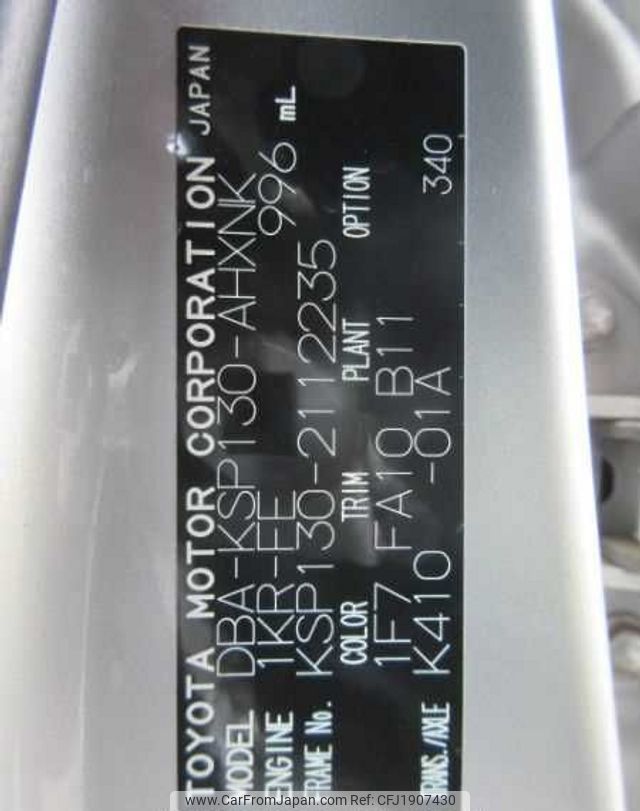 TOYOTA MOTOR CORPORATION JAPAN
MODEL DBA-KSP130-AHXNK
ENGINE 1KR-FE 996 mL
FRAME No. KSP130-2112235
COLOR TRIM PLANT OPTION
1F7 FA10 B11
TRANS./AXLE K410 -01A 340
www.CarFromJapan.com © CarFromJapan - CFJ1907430